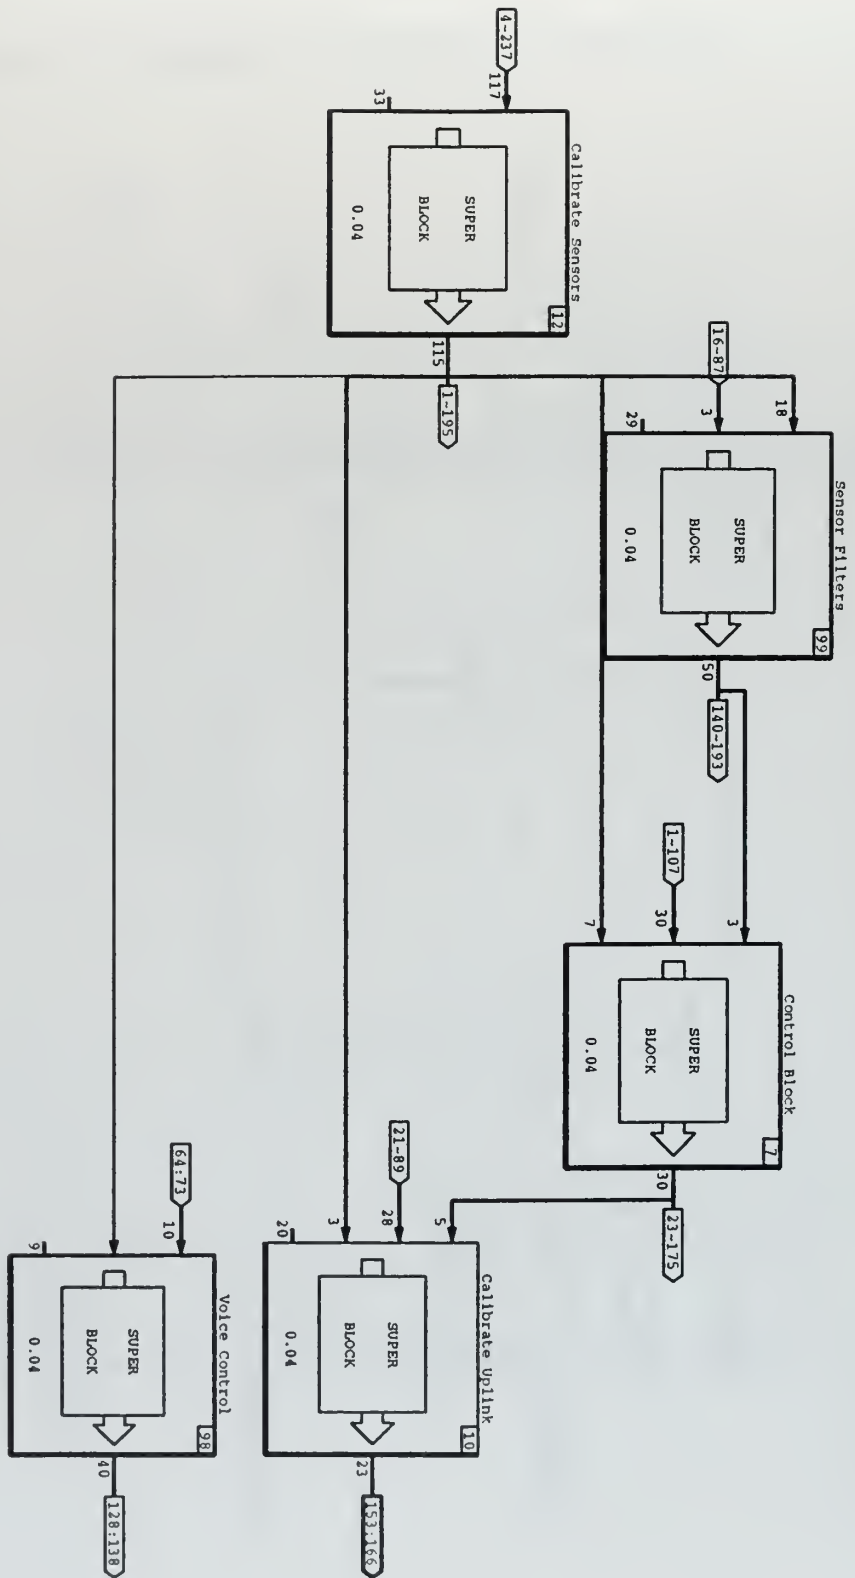 Calibrate Sensors
4~237
117
33
SUPER
BLOCK
0.04
12
115
1~195
Sensor Filters
18
16~87
3
29
SUPER
BLOCK
0.04
99
50
140~193
Control Block
3
1~107
30
7
SUPER
BLOCK
0.04
7
30
23~175
Calibrate Uplink
5
21~89
28
3
20
SUPER
BLOCK
0.04
10
23
153:166
Voice Control
64:73
10
9
SUPER
BLOCK
0.04
98
40
128:138